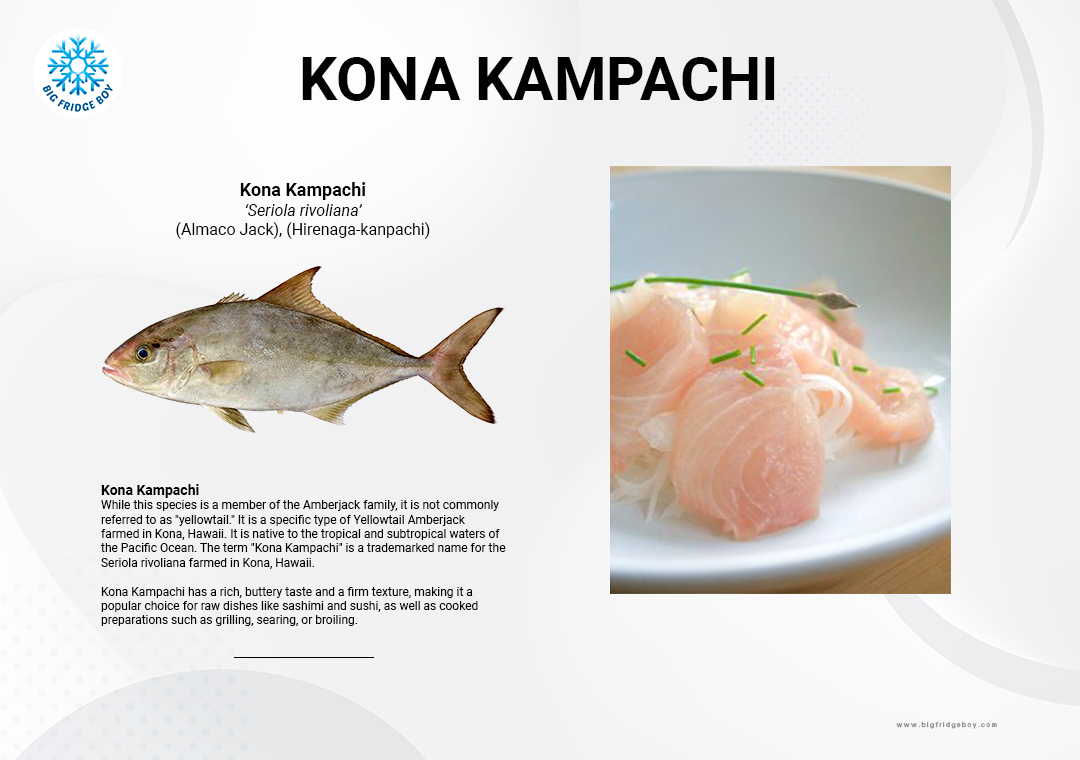 BIG FRIDGE BOY
KONA KAMPACHI
Kona Kampachi
‘Seriola rivoliana’
(Almaco Jack), (Hirenaga-kanpachi)
Kona Kampachi
While this species is a member of the Amberjack family, it is not commonly
referred to as "yellowtail." It is a specific type of Yellowtail Amberjack
farmed in Kona, Hawaii. It is native to the tropical and subtropical waters of
the Pacific Ocean. The term "Kona Kampachi" is a trademarked name for the
Seriola rivoliana farmed in Kona, Hawaii.
Kona Kampachi has a rich, buttery taste and a firm texture, making it a
popular choice for raw dishes like sashimi and sushi, as well as cooked
preparations such as grilling, searing, or broiling.
www.bigfridgeboy.com